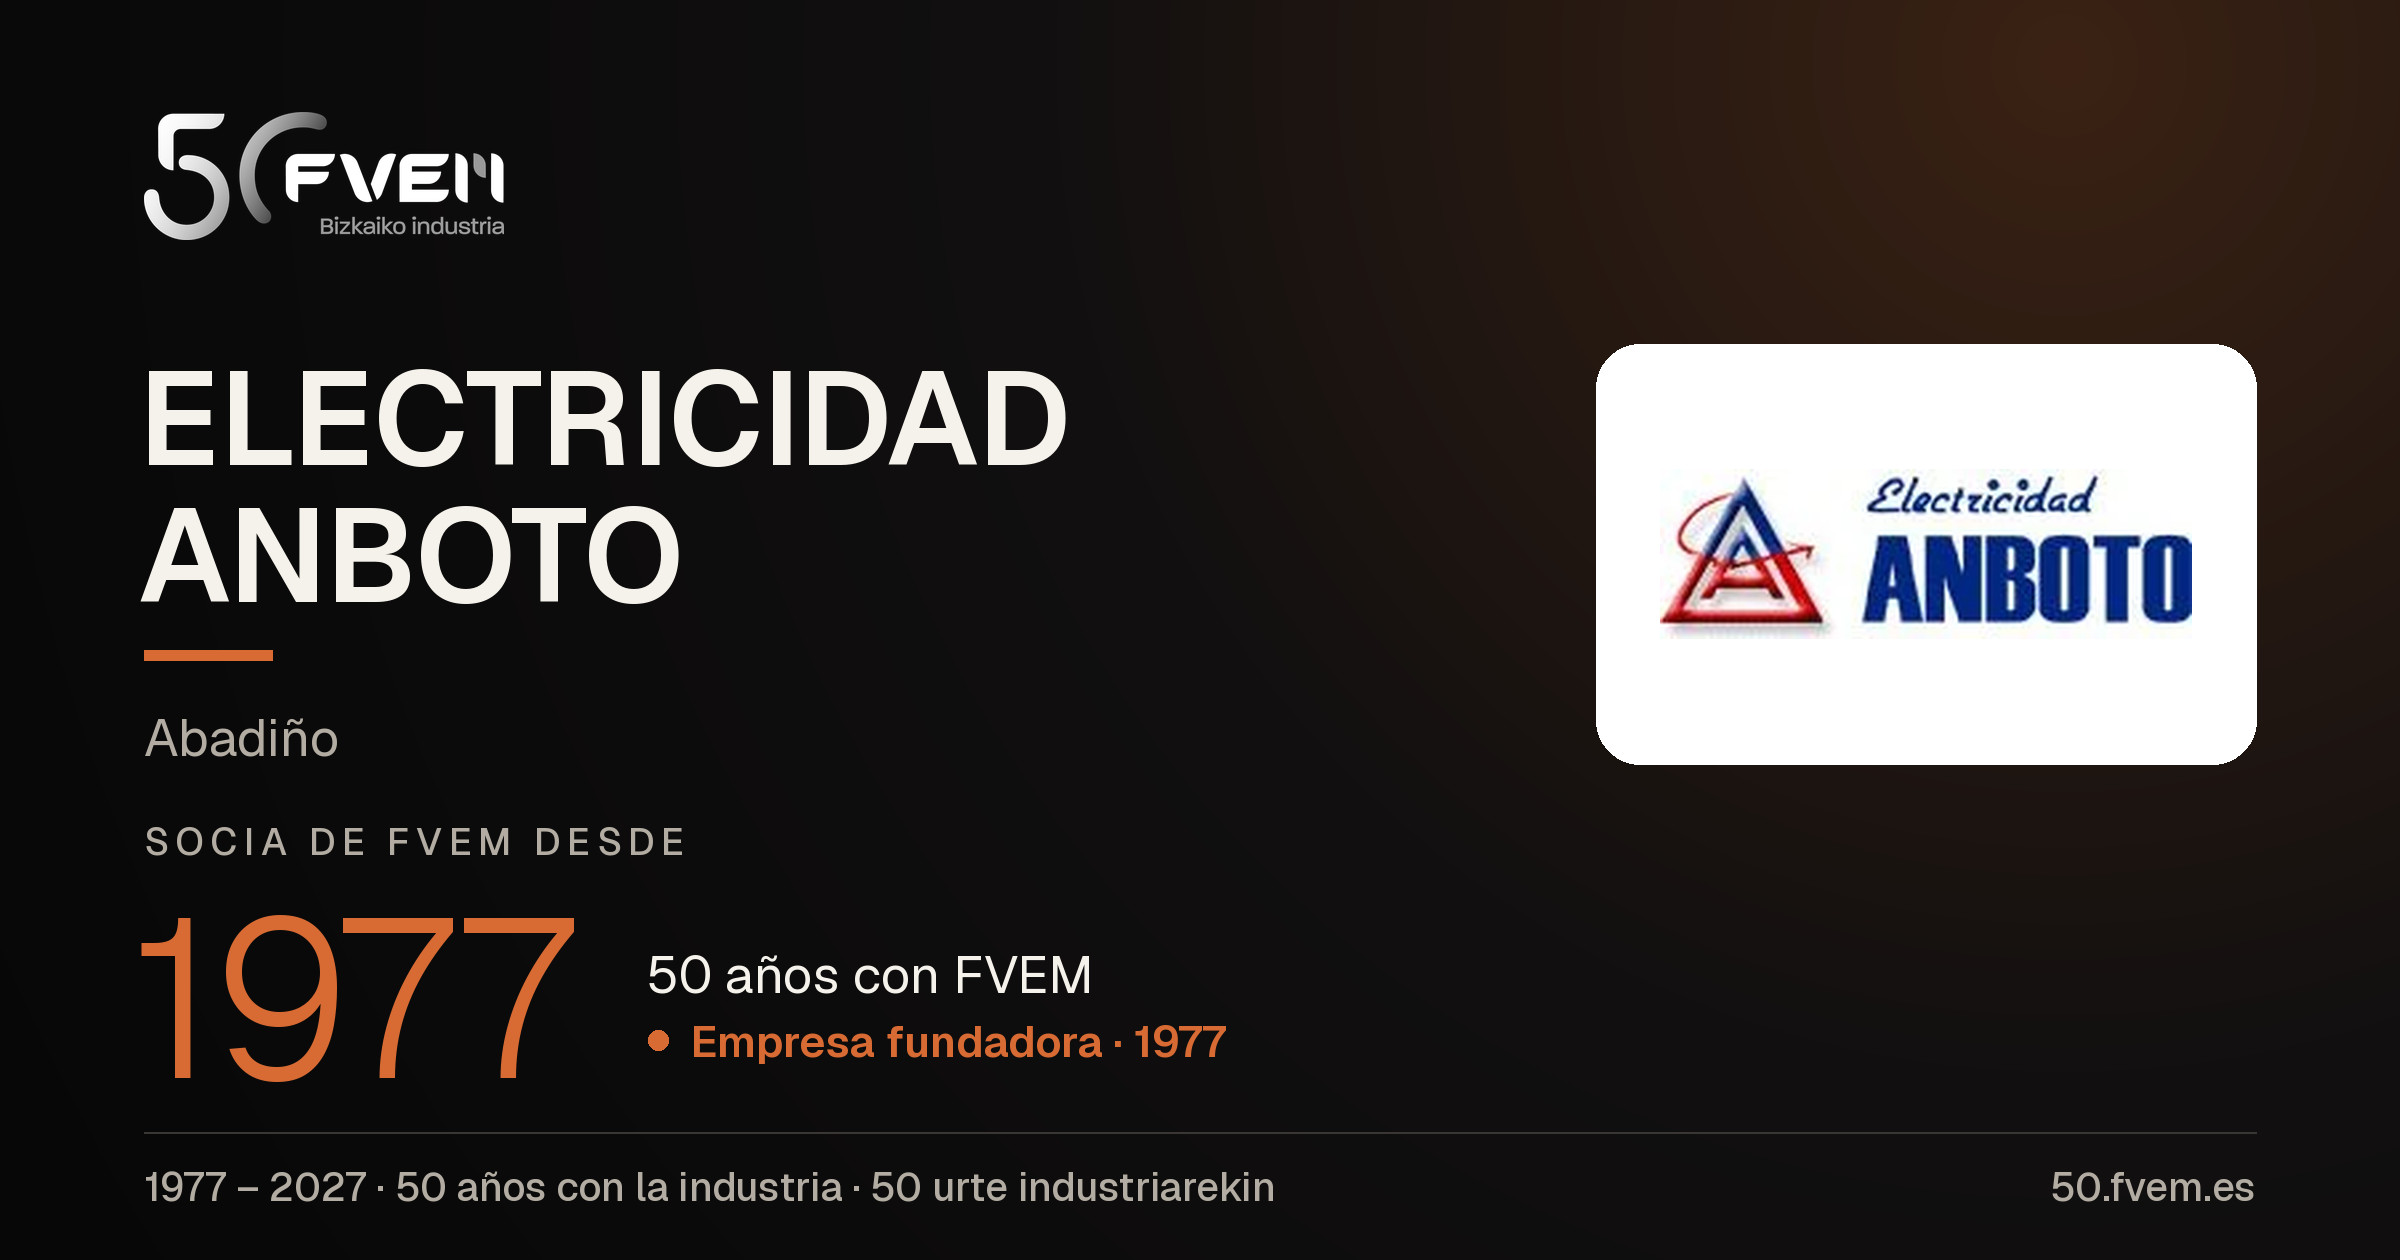 50 FVEM
Bizkaiko industria
ELECTRICIDAD
ANBOTO
Electricidad
ANBOTO
Abadiño
SOCIA DE FVEM DESDE
1977
50 años con FVEM
Empresa fundadora · 1977
1977 – 2027 · 50 años con la industria · 50 urte industriarekin
50.fvem.es